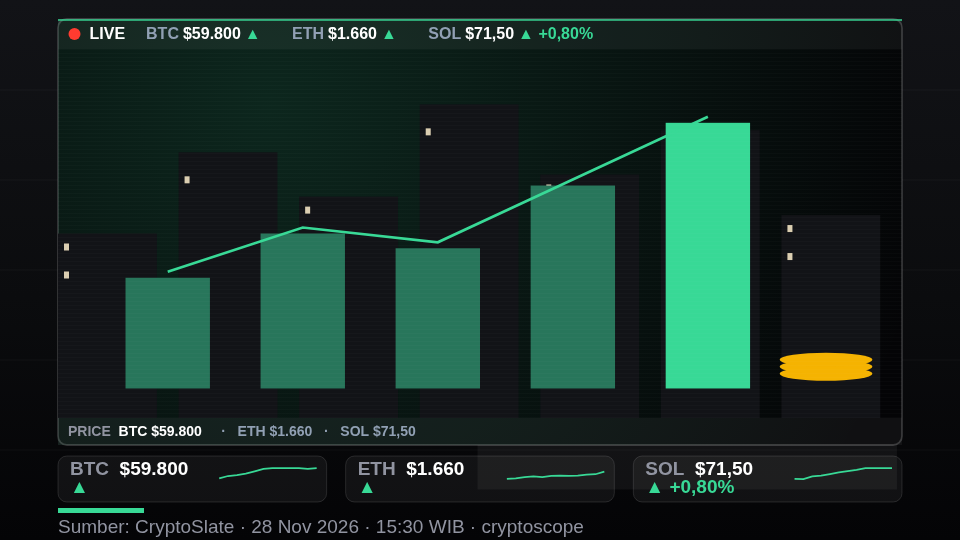 LIVE BTC $59.800 ▲ ETH $1.660 ▲ SOL $71,50 ▲ +0,80%
PRICE BTC $59.800 · ETH $1.660 · SOL $71,50
BTC $59.800
▲
ETH $1.660
▲
SOL $71,50
▲ +0,80%
Sumber: CryptoSlate · 28 Nov 2026 · 15:30 WIB · cryptoscope